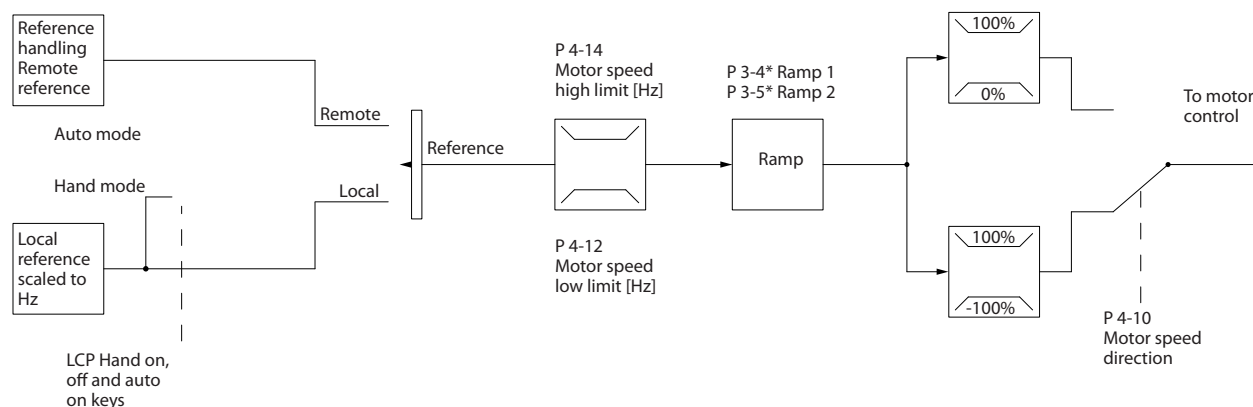 Reference
handling
Remote
reference
Auto mode
Hand mode
Local
reference
scaled to
Hz
LCP Hand on,
off and auto
on keys
Remote
Local
Reference
P 4-14
Motor speed
high limit [Hz]
P 4-12
Motor speed
low limit [Hz]
P 3-4* Ramp 1
P 3-5* Ramp 2
Ramp
100%
0%
100%
-100%
To motor
control
P 4-10
Motor speed
direction